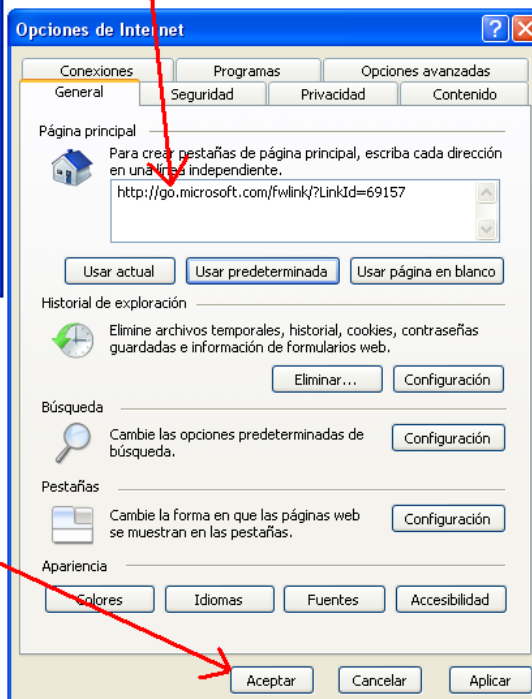 Opciones de Internet
Conexiones Programas Opciones avanzadas
General Seguridad Privacidad Contenido
Página principal
Para crear pestañas de página principal, escriba cada dirección
en una línea independiente.
http://go.microsoft.com/fwlink/?LinkId=69157
Usar actual Usar predeterminada Usar página en blanco
Historial de exploración
Elimine archivos temporales, historial, cookies, contraseñas
guardadas e información de formularios web.
Eliminar... Configuración
Búsqueda
Cambie las opciones predeterminadas de
búsqueda.
Configuración
Pestañas
Cambie la forma en que las páginas web
se muestran en las pestañas.
Configuración
Apariencia
Colores Idiomas Fuentes Accesibilidad
Aceptar Cancelar Aplicar